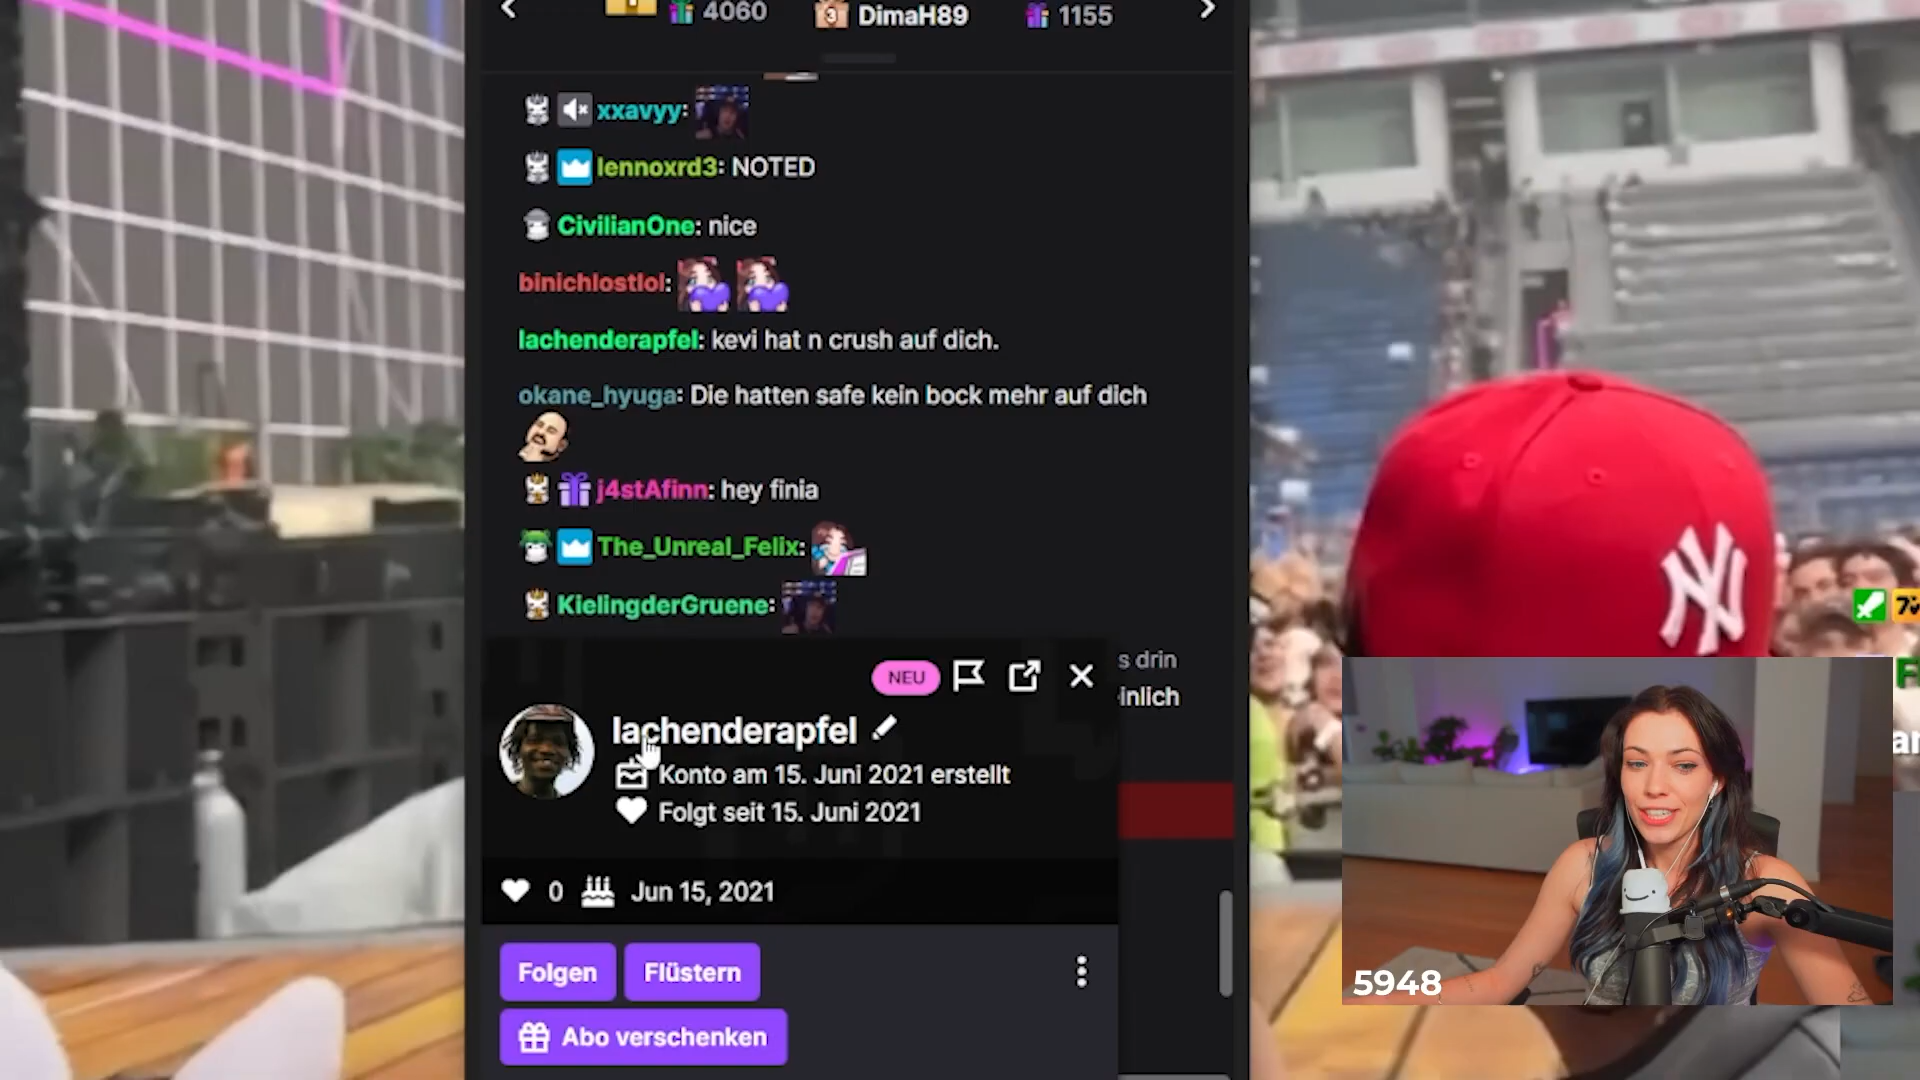 4060
3 DimaH89
1155
xxavyy:
lennoxrd3: NOTED
CivilianOne: nice
binichlostlol:
lachenderapfel: kevi hat n crush auf dich.
okane_hyuga: Die hatten safe kein bock mehr auf dich
j4stAfinn: hey finia
The_Unreal_Felix:
KielingderGruene:
s drin
inlich
NEU
lachenderapfel
Konto am 15. Juni 2021 erstellt
Folgt seit 15. Juni 2021
0 Jun 15, 2021
Folgen Flüstern
Abo verschenken
NY
5948